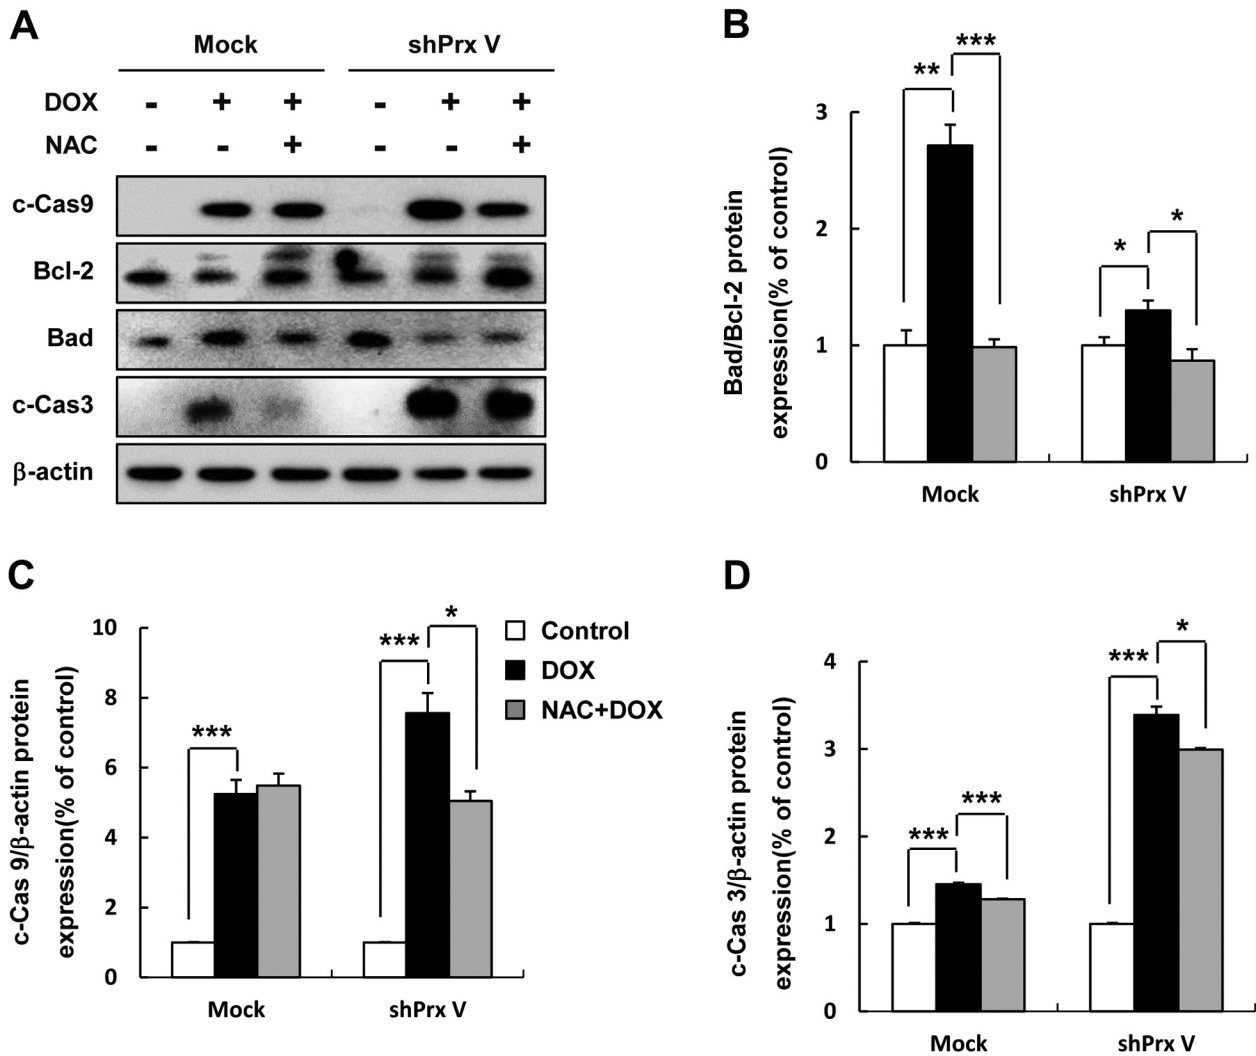 A
Mock shPrx V
DOX - + + - + +
NAC - - + - - +
c-Cas9
Bcl-2
Bad
c-Cas3
β-actin
B
Bad/Bcl-2 protein
expression(% of control)
3
2
1
0
**
***
*
*
Mock shPrx V
C
c-Cas 9/β-actin protein
expression(% of control)
10
8
6
4
2
0
***
***
*
Mock shPrx V
Control
DOX
NAC+DOX
D
c-Cas 3/β-actin protein
expression(% of control)
4
3
2
1
0
***
***
***
*
Mock shPrx V